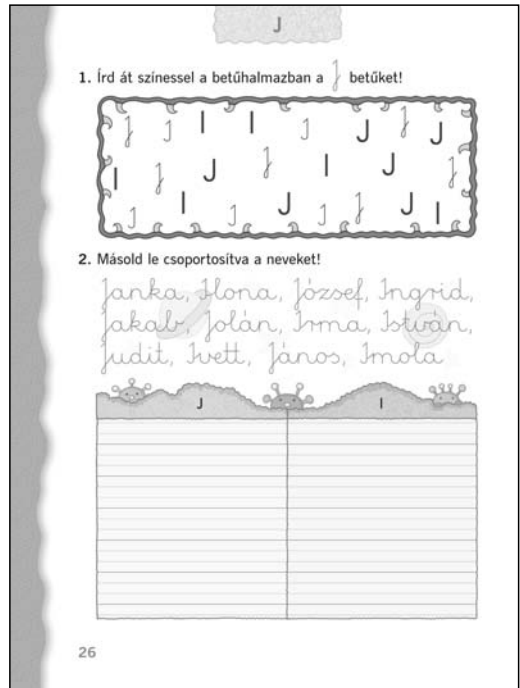 J
1. Írd át színessel a betűhalmazban a J betűket!
J J I I J J J J
I J J J I J J
J I J J J J J I
2. Másold le csoportosítva a neveket!
Janka, Ilona, József, Ingrid,
Jakab, Jolán, Irma, István,
Judit, Ivett, János, Imola
J I
26